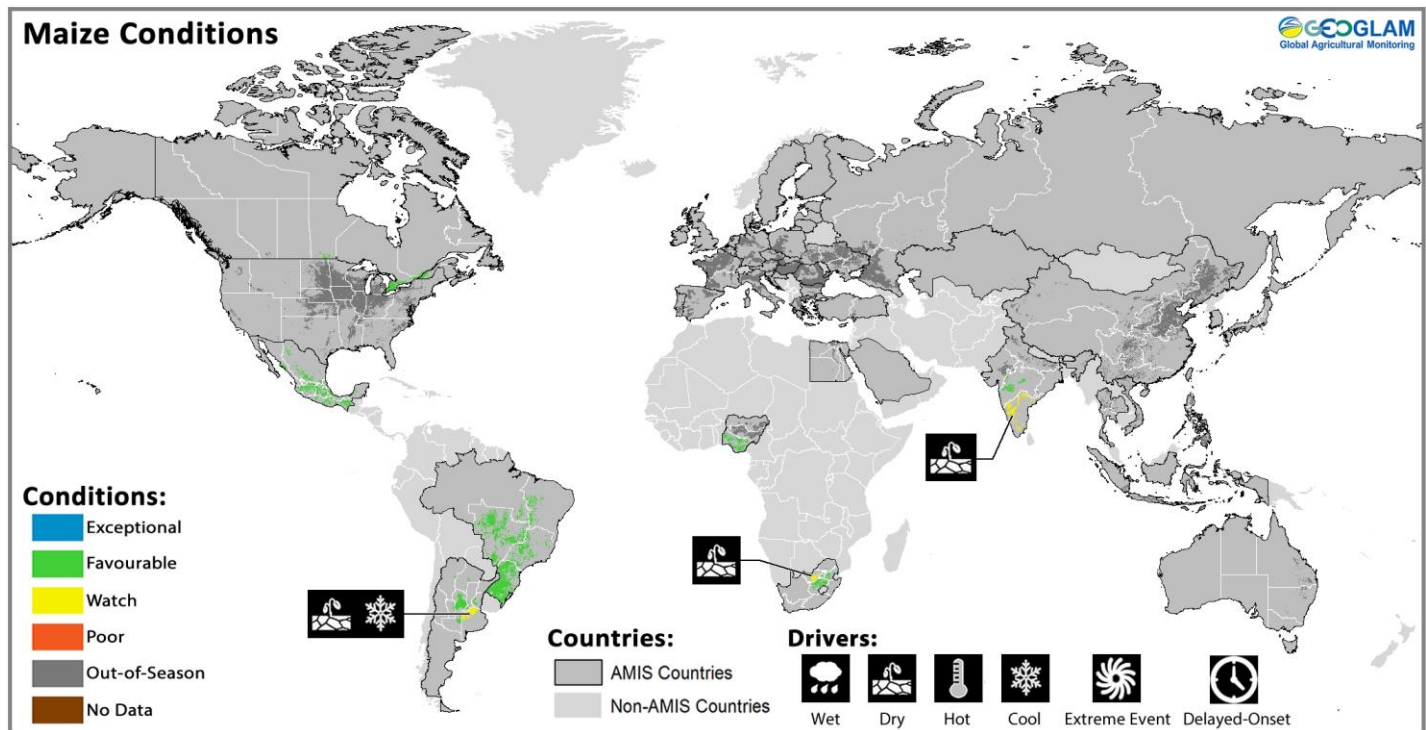 Maize Conditions
GEOGLAM
Global Agricultural Monitoring
Conditions:
Exceptional
Favourable
Watch
Poor
Out-of-Season
No Data
Countries:
AMIS Countries
Non-AMIS Countries
Drivers:
Wet
Dry
Hot
Cool
Extreme Event
Delayed-Onset